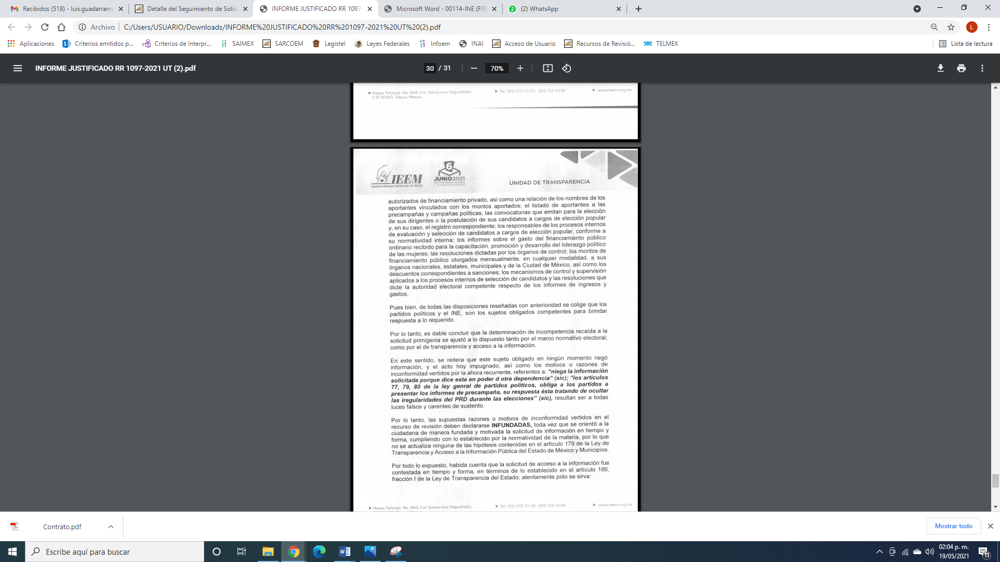 Recibidos (518) - luis.guadarrama
Detalle del Seguimiento de Solici
INFORME JUSTIFICADO RR 1097-
Microsoft Word - 00114-INE (FIS
(2) WhatsApp
Archivo
C:/Users/USUARIO/Downloads/INFORME%20JUSTIFICADO%20RR%201097-2021%20UT%20(2).pdf
L
Aplicaciones
Criterios emitidos p...
Criterios de Interpr...
SAIMEX
SARCOEM
Legistel
Leyes Federales
Infoem
INAI
Acceso de Usuario
Recursos de Revisió...
TELMEX
Lista de lectura
INFORME JUSTIFICADO RR 1097-2021 UT (2).pdf
30 / 31
70%
Paseo Tollocan No. 944, Col. Santa Ana Tlapaltitlán,
C.P. 50160, Toluca, México.
Tel. 722 275 73 00, 800 712 4336
www.ieem.org.mx
IEEM
Instituto Electoral del Estado de México
6
JUNIO2021
DIPUTACIONES LOCALES
Y AYUNTAMIENTOS
UNIDAD DE TRANSPARENCIA
autorizados de financiamiento privado, así como una relación de los nombres de los
aportantes vinculados con los montos aportados; el listado de aportantes a las
precampañas y campañas políticas; las convocatorias que emitan para la elección
de sus dirigentes o la postulación de sus candidatos a cargos de elección popular
y, en su caso, el registro correspondiente; los responsables de los procesos internos
de evaluación y selección de candidatos a cargos de elección popular, conforme a
su normatividad interna; los informes sobre el gasto del financiamiento público
ordinario recibido para la capacitación, promoción y desarrollo del liderazgo político
de las mujeres; las resoluciones dictadas por los órganos de control; los montos de
financiamiento público otorgados mensualmente, en cualquier modalidad, a sus
órganos nacionales, estatales, municipales y de la Ciudad de México, así como los
descuentos correspondientes a sanciones; los mecanismos de control y supervisión
aplicados a los procesos internos de selección de candidatos y las resoluciones que
dicte la autoridad electoral competente respecto de los informes de ingresos y
gastos.
Pues bien, de todas las disposiciones reseñadas con anterioridad se colige que los
partidos políticos y el INE, son los sujetos obligados competentes para brindar
respuesta a lo requerido.
Por lo tanto, es dable concluir que la determinación de incompetencia recaída a la
solicitud primigenia se ajustó a lo dispuesto tanto por el marco normativo electoral,
como por el de transparencia y acceso a la información.
En este sentido, se reitera que este sujeto obligado en ningún momento negó
información, y el acto hoy impugnado, así como los motivos o razones de
inconformidad vertidos por la ahora recurrente, referentes a: “niega la información
solicitada porque dice esta en poder d otra dependencia” (sic); “los artículos
77, 79, 80 de la ley genral de partidos políticos, obliga a los partidos a
presentar los informes de precampaña, su respuesta ésta tratando de ocultar
las iregularidades del PRD durante las elecciones” (sic), resultan ser a todas
luces falsos y carentes de sustento.
Por lo tanto, las supuestas razones o motivos de inconformidad vertidos en el
recurso de revisión deben declararse INFUNDADAS, toda vez que se orientó a la
ciudadana de manera fundada y motivada la solicitud de información en tiempo y
forma, cumpliendo con lo establecido por la normatividad de la materia, por lo que
no se actualiza ninguna de las hipótesis contenidas en el artículo 179 de la Ley de
Transparencia y Acceso a la Información Pública del Estado de México y Municipios.
Por todo lo expuesto, habida cuenta que la solicitud de acceso a la información fue
contestada en tiempo y forma, en términos de lo establecido en el artículo 186,
fracción I de la Ley de Transparencia del Estado; atentamente pido se sirva:
Paseo Tollocan No. 944, Col. Santa Ana Tlapaltitlán,
Tel. 722 275 73 00, 800 712 4336
www.ieem.org.mx
Contrato.pdf
Mostrar todo
Escribe aquí para buscar
02:04 p. m.
19/05/2021
11